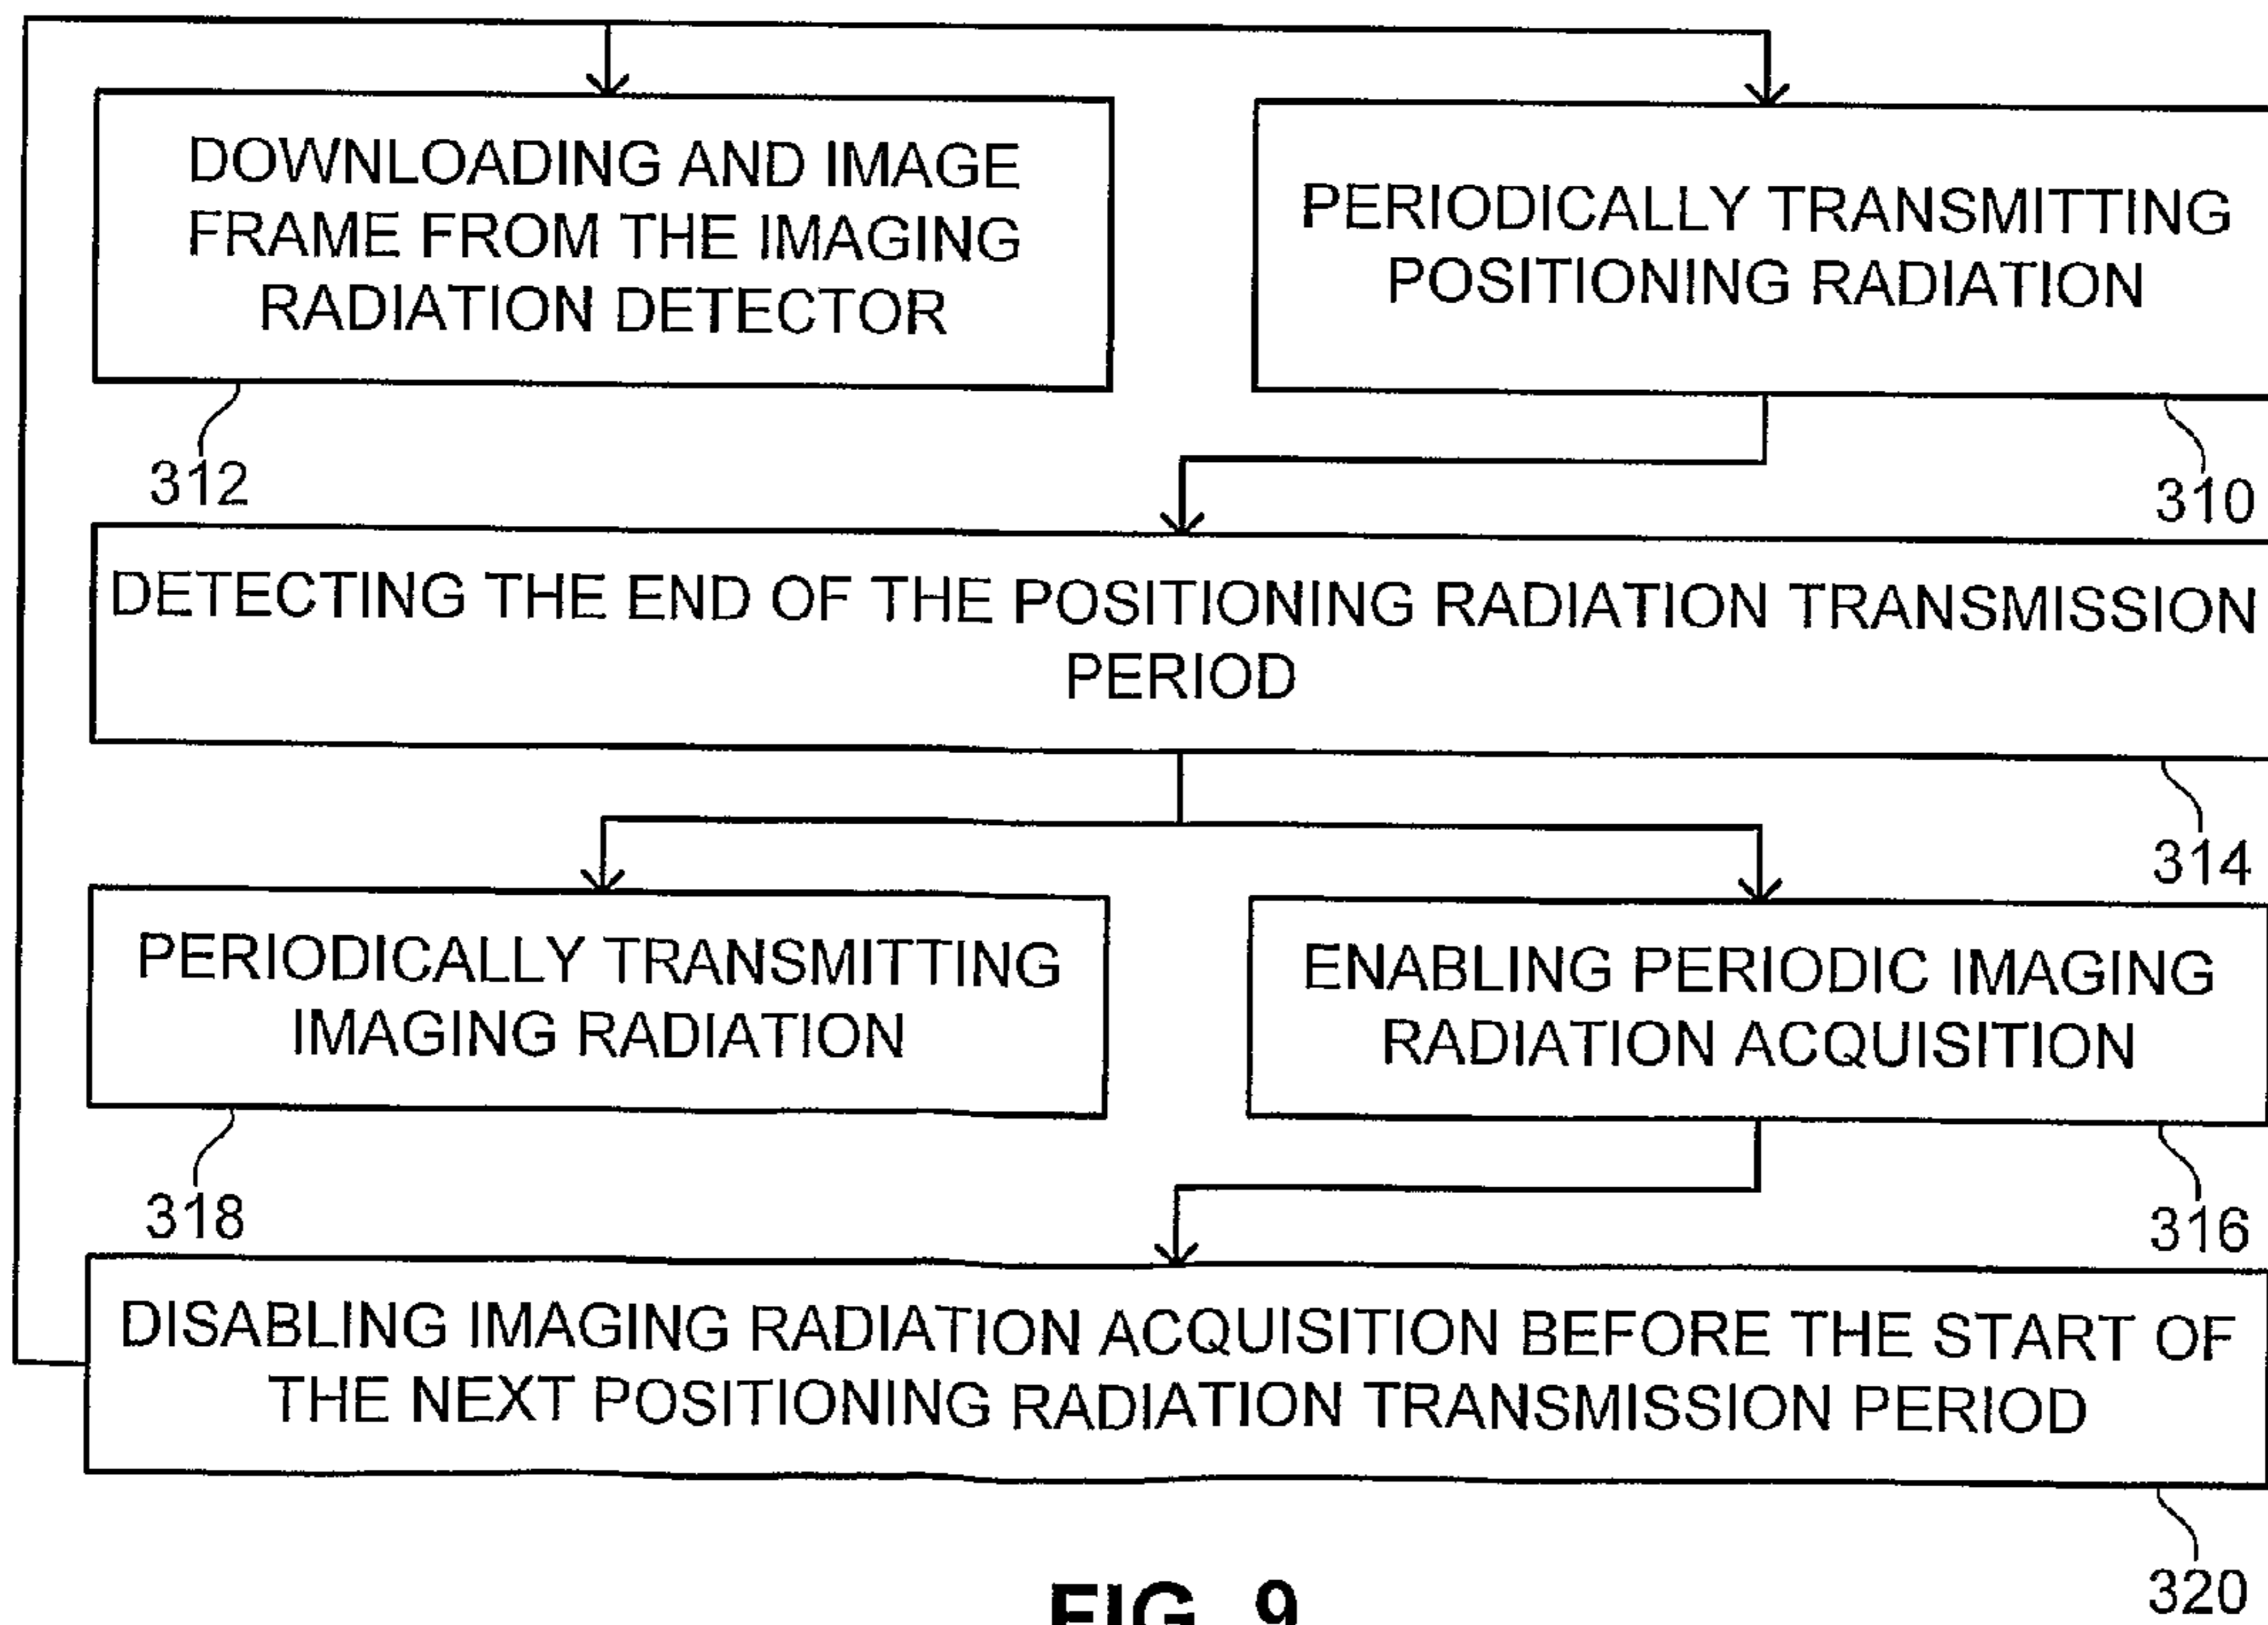 DOWNLOADING AND IMAGE
FRAME FROM THE IMAGING
RADIATION DETECTOR
312
PERIODICALLY TRANSMITTING
POSITIONING RADIATION
310
DETECTING THE END OF THE POSITIONING RADIATION TRANSMISSION
PERIOD
314
PERIODICALLY TRANSMITTING
IMAGING RADIATION
318
ENABLING PERIODIC IMAGING
RADIATION ACQUISITION
316
DISABLING IMAGING RADIATION ACQUISITION BEFORE THE START OF
THE NEXT POSITIONING RADIATION TRANSMISSION PERIOD
320
FIG. 9